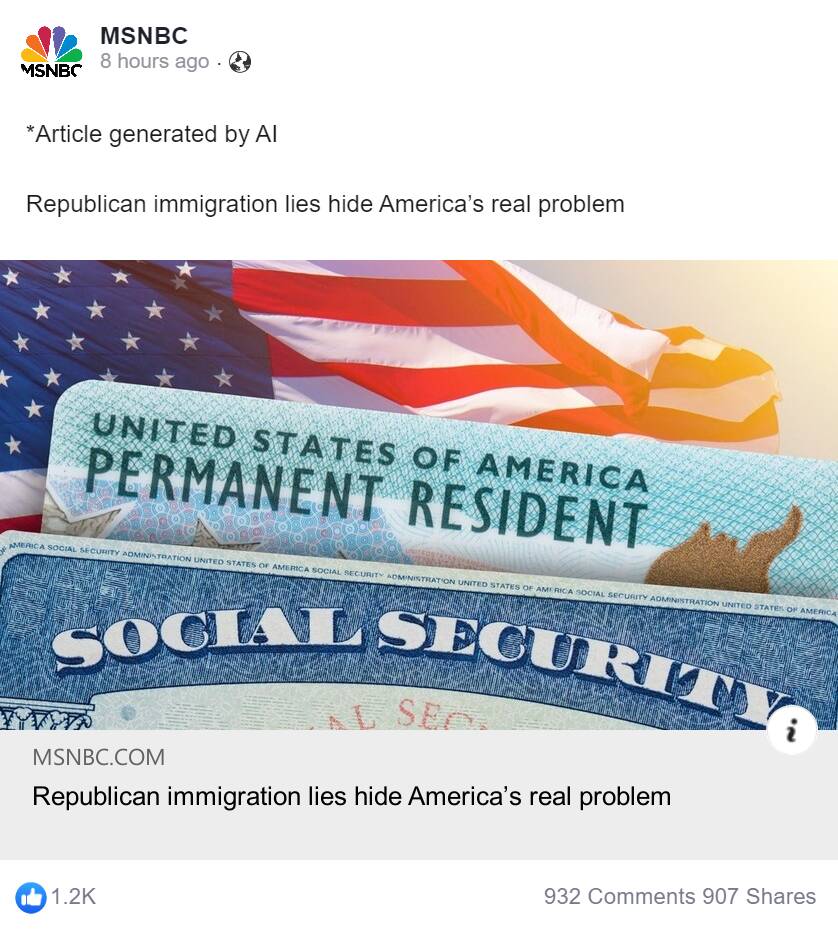 MSNBC
8 hours ago ·
MSNBC
*Article generated by AI
Republican immigration lies hide America's real problem
UNITED STATES OF AMERICA
PERMANENT RESIDENT
AMERICA SOCIAL SECURITY ADMINISTRATION UNITED STATES OF AMERICA SOCIAL SECURITY ADMINISTRATION UNITED STATES OF AMERICA SOCIAL SECURITY ADMINISTRATION UNITED STATES OF AMERICA
SOCIAL SECURITY
AL SEC
i
MSNBC.COM
Republican immigration lies hide America's real problem
1.2K
932 Comments 907 Shares